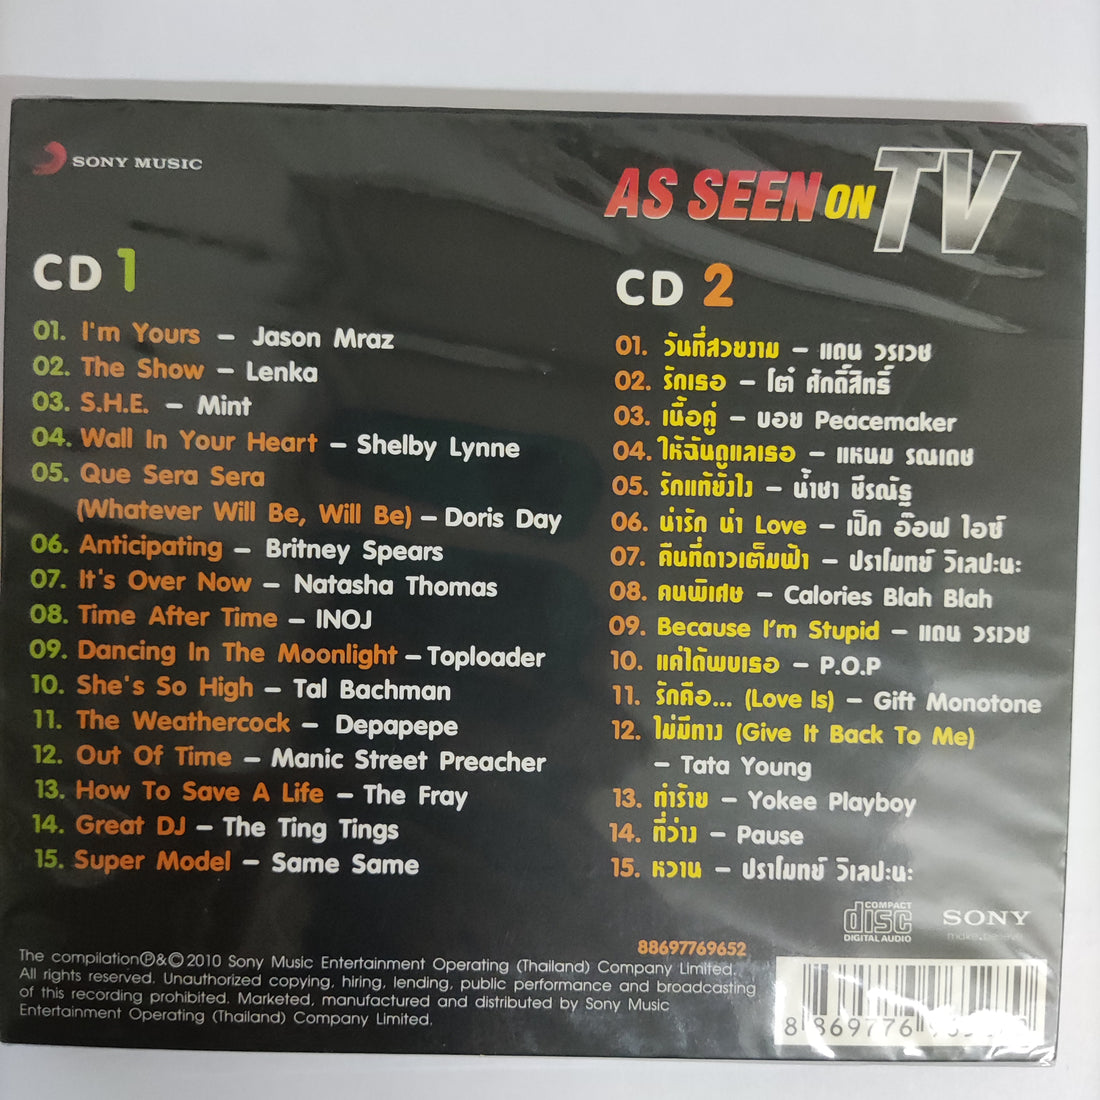 SONY MUSIC
AS SEEN ON TV
CD 1
01. I'm Yours – Jason Mraz
02. The Show – Lenka
03. S.H.E. – Mint
04. Wall In Your Heart – Shelby Lynne
05. Que Sera Sera
(Whatever Will Be, Will Be) – Doris Day
06. Anticipating – Britney Spears
07. It's Over Now – Natasha Thomas
08. Time After Time – INOJ
09. Dancing In The Moonlight – Toploader
10. She's So High – Tal Bachman
11. The Weathercock – Depapepe
12. Out Of Time – Manic Street Preacher
13. How To Save A Life – The Fray
14. Great DJ – The Ting Tings
15. Super Model – Same Same
CD 2
01. วันที่สวยงาม – แดน วรเวช
02. รักเธอ – โต๋ ศักดิ์สิทธิ์
03. เนื้อคู่ – บอย Peacemaker
04. ให้ฉันดูแลเธอ – แหนม รณเดช
05. รักแท้ยังไง – น้ำชา ชีรณัฐ
06. น่ารัก น่า Love – เป็ก อ๊อฟ ไอซ์
07. คืนที่ดาวเต็มฟ้า – ปราโมทย์ วิเลปะนะ
08. คนพิเศษ – Calories Blah Blah
09. Because I'm Stupid – แดน วรเวช
10. แค่ได้พบเธอ – P.O.P
11. รักคือ... (Love Is) – Gift Monotone
12. ไม่มีทาง (Give It Back To Me)
– Tata Young
13. ทำร้าย – Yokee Playboy
14. ที่ว่าง – Pause
15. หวาน – ปราโมทย์ วิเลปะนะ
COMPACT
disc
DIGITAL AUDIO
SONY
make.believe
88697769652
The compilation℗&©2010 Sony Music Entertainment Operating (Thailand) Company Limited.
All rights reserved. Unauthorized copying, hiring, lending, public performance and broadcasting
of this recording prohibited. Marketed, manufactured and distributed by Sony Music
Entertainment Operating (Thailand) Company Limited.